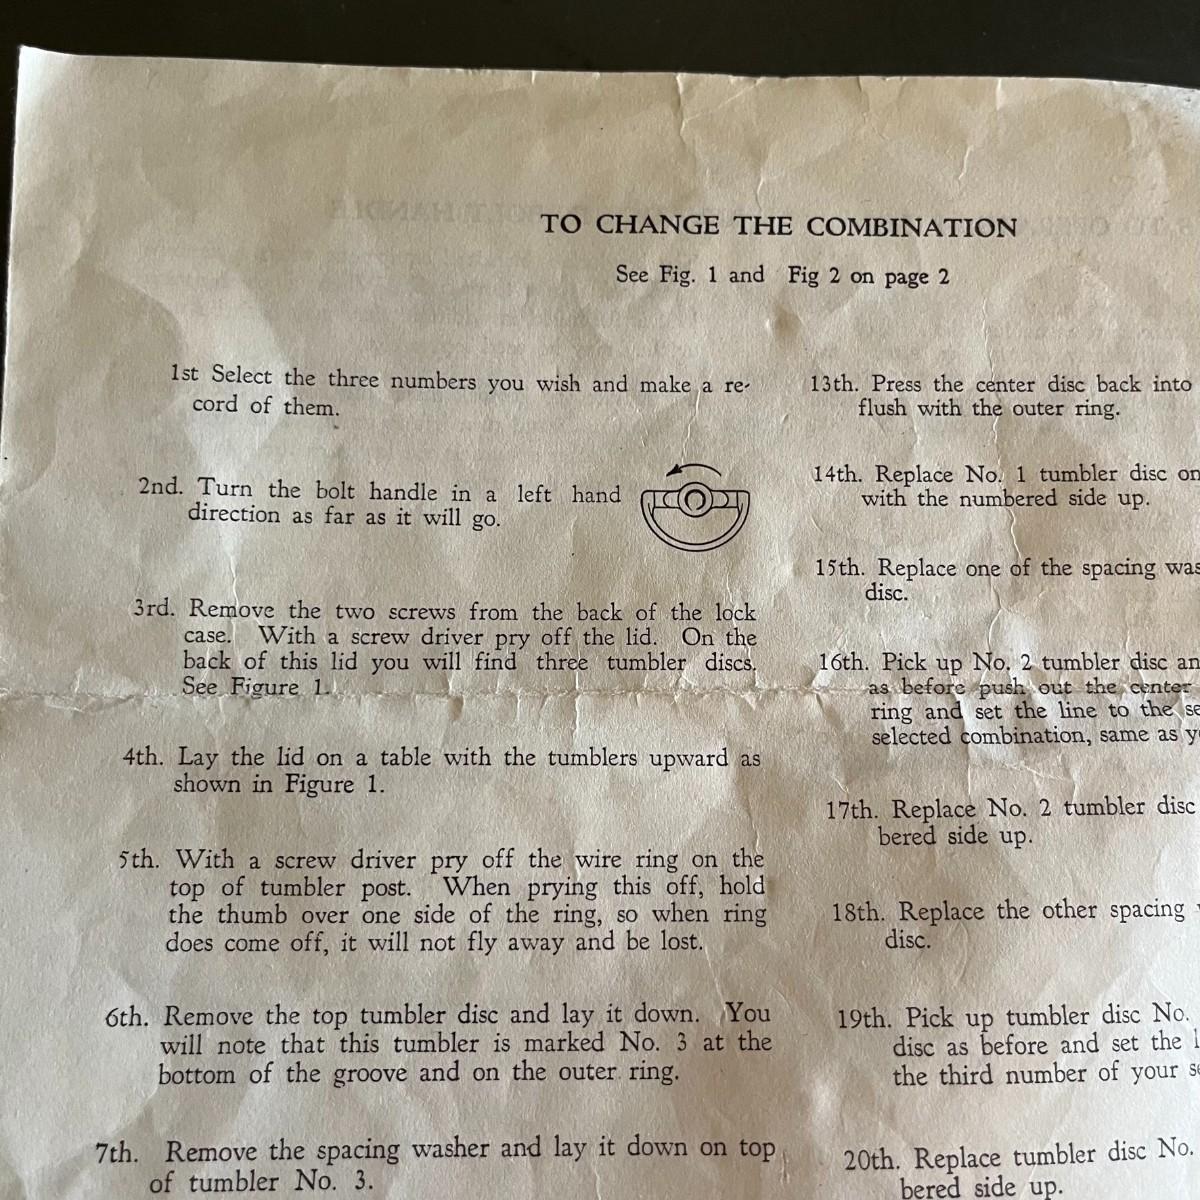 TO CHANGE THE COMBINATION
See Fig. 1 and Fig 2 on page 2
1st Select the three numbers you wish and make a re-
cord of them.
2nd. Turn the bolt handle in a left hand
direction as far as it will go.
3rd. Remove the two screws from the back of the lock
case. With a screw driver pry off the lid. On the
back of this lid you will find three tumbler discs.
See Figure 1.
4th. Lay the lid on a table with the tumblers upward as
shown in Figure 1.
5th. With a screw driver pry off the wire ring on the
top of tumbler post. When prying this off, hold
the thumb over one side of the ring, so when ring
does come off, it will not fly away and be lost.
6th. Remove the top tumbler disc and lay it down. You
will note that this tumbler is marked No. 3 at the
bottom of the groove and on the outer ring.
7th. Remove the spacing washer and lay it down on top
of tumbler No. 3.
13th. Press the center disc back into
flush with the outer ring.
14th. Replace No. 1 tumbler disc on
with the numbered side up.
15th. Replace one of the spacing was
disc.
16th. Pick up No. 2 tumbler disc an
as before push out the center
ring and set the line to the se
selected combination, same as y
17th. Replace No. 2 tumbler disc
bered side up.
18th. Replace the other spacing
disc.
19th. Pick up tumbler disc No.
disc as before and set the l
the third number of your se
20th. Replace tumbler disc No.
bered side up.